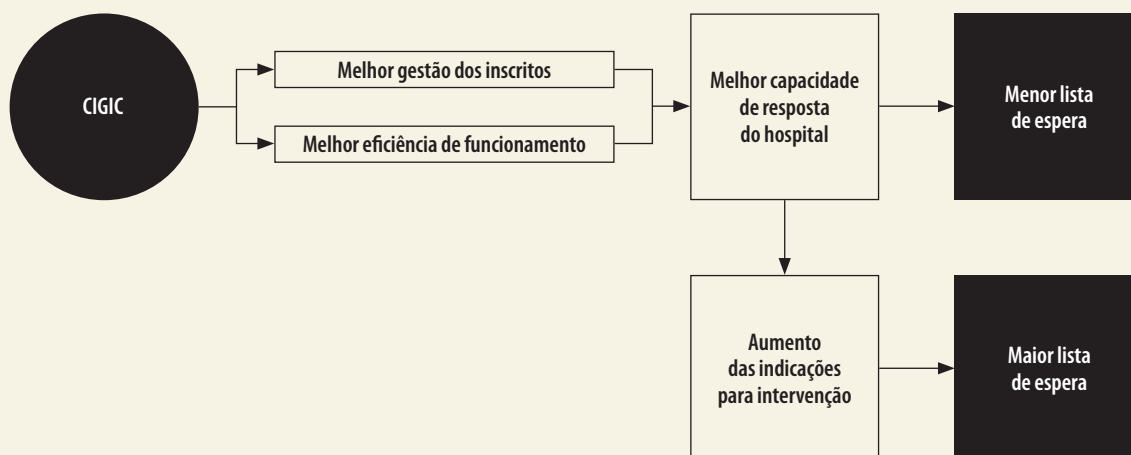 CIGIC
Melhor gestão dos inscritos
Melhor eficiência de funcionamento
Melhor capacidade
de resposta
do hospital
Menor lista
de espera
Aumento
das indicações
para intervenção
Maior lista
de espera